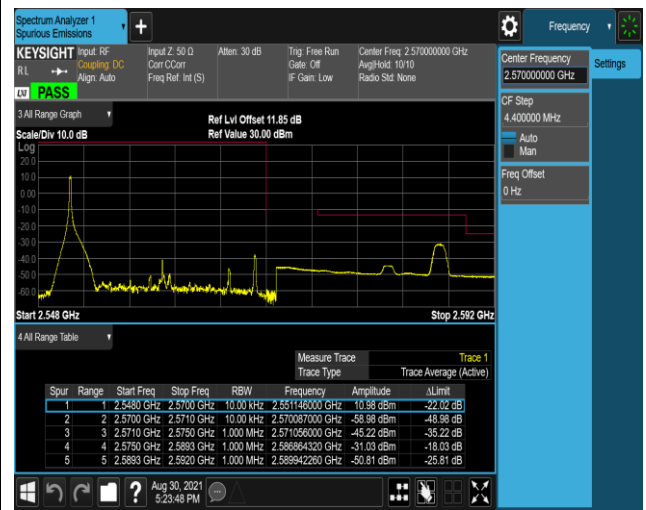 Spectrum Analyzer 1
Spurious Emissions
Frequency
KEYSIGHT Input: RF Input Z: 50 Ω Atten: 30 dB Trig: Free Run Center Freq: 2.570000000 GHz
RL Coupling: DC Corr CCorr Gate: Off Avg|Hold: 10/10
Align: Auto Freq Ref: Int (S) IF Gain: Low Radio Std: None
LXI PASS
Center Frequency
2.570000000 GHz
Settings
CF Step
4.400000 MHz
Auto
Man
Freq Offset
0 Hz
3 All Range Graph
Ref Lvl Offset 11.85 dB
Scale/Div 10.0 dB Ref Value 30.00 dBm
Log
20.0
10.0
0.00
-10.0
-20.0
-30.0
-40.0
-50.0
-60.0
Start 2.548 GHz Stop 2.592 GHz
4 All Range Table
Measure Trace Trace 1
Trace Type Trace Average (Active)
Spur Range Start Freq Stop Freq RBW Frequency Amplitude ΔLimit
1 1 2.5480 GHz 2.5700 GHz 10.00 kHz 2.551146000 GHz 10.98 dBm -22.02 dB
2 2 2.5700 GHz 2.5710 GHz 10.00 kHz 2.570087000 GHz -58.98 dBm -48.98 dB
3 3 2.5710 GHz 2.5750 GHz 1.000 MHz 2.571056000 GHz -45.22 dBm -35.22 dB
4 4 2.5750 GHz 2.5893 GHz 1.000 MHz 2.586864320 GHz -31.03 dBm -18.03 dB
5 5 2.5893 GHz 2.5920 GHz 1.000 MHz 2.589942260 GHz -50.81 dBm -25.81 dB
Aug 30, 2021
5:23:48 PM